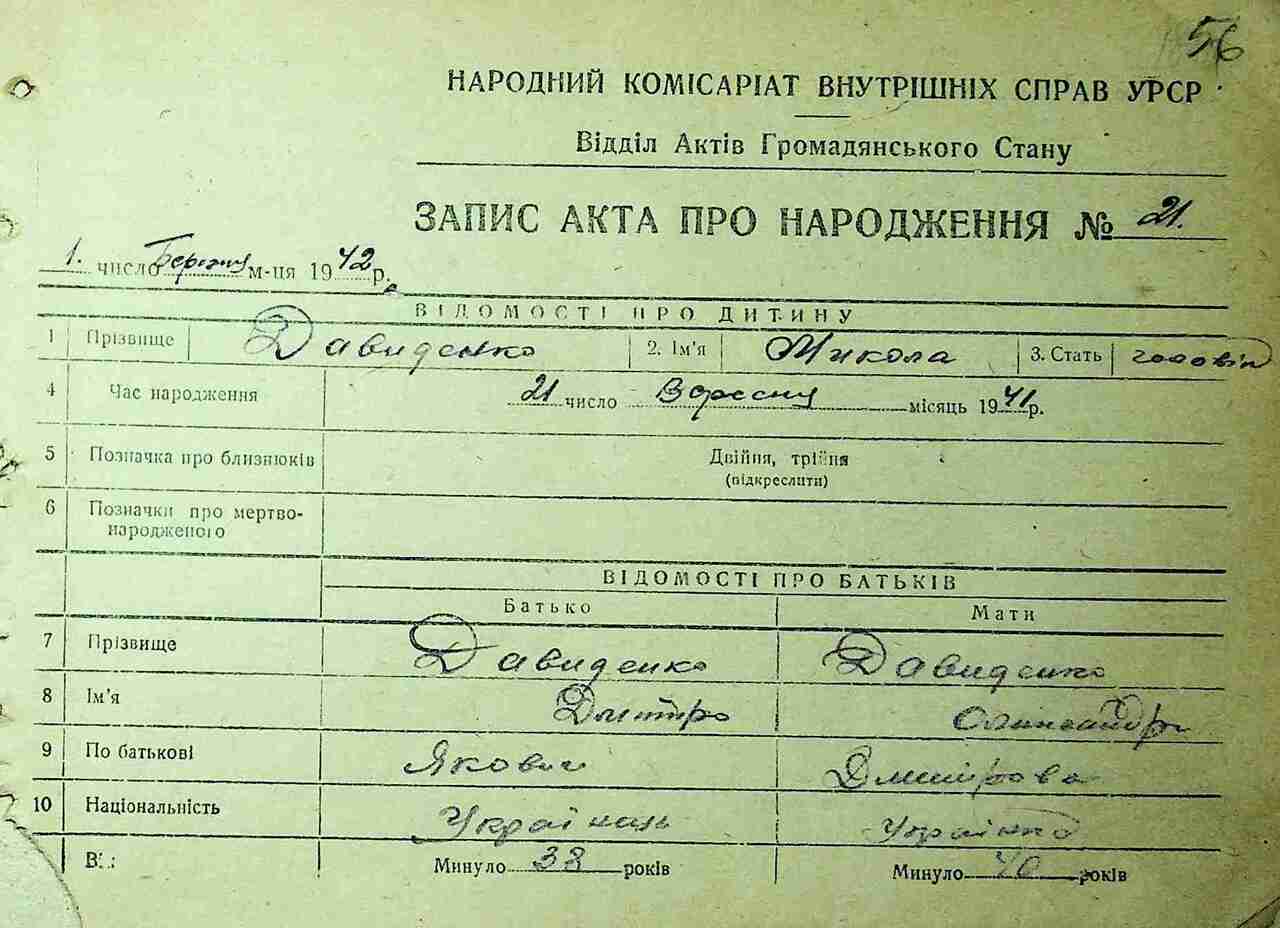 56
НАРОДНИЙ КОМІСАРІАТ ВНУТРІШНІХ СПРАВ УРСР
Відділ Актів Громадянського Стану
ЗАПИС АКТА ПРО НАРОДЖЕННЯ № 21.
1. число Березня м-ця 1942 р.
ВІДОМОСТІ ПРО ДИТИНУ
1 Прізвище Давиденко 2. Ім'я Микола 3. Стать чоловіч
4 Час народження 21 число Вересня місяць 1941 р.
5 Позначка про близнюків Двійня, трійня
(підкреслити)
6 Позначки про мертво-
народженого
ВІДОМОСТІ ПРО БАТЬКІВ
Батько Мати
7 Прізвище Давиденко Давиденко
8 Ім'я Дмитро
9 По батькові Якович Дмитрова
10 Національність Українець Українка
Минуло 38 років Минуло 40 років